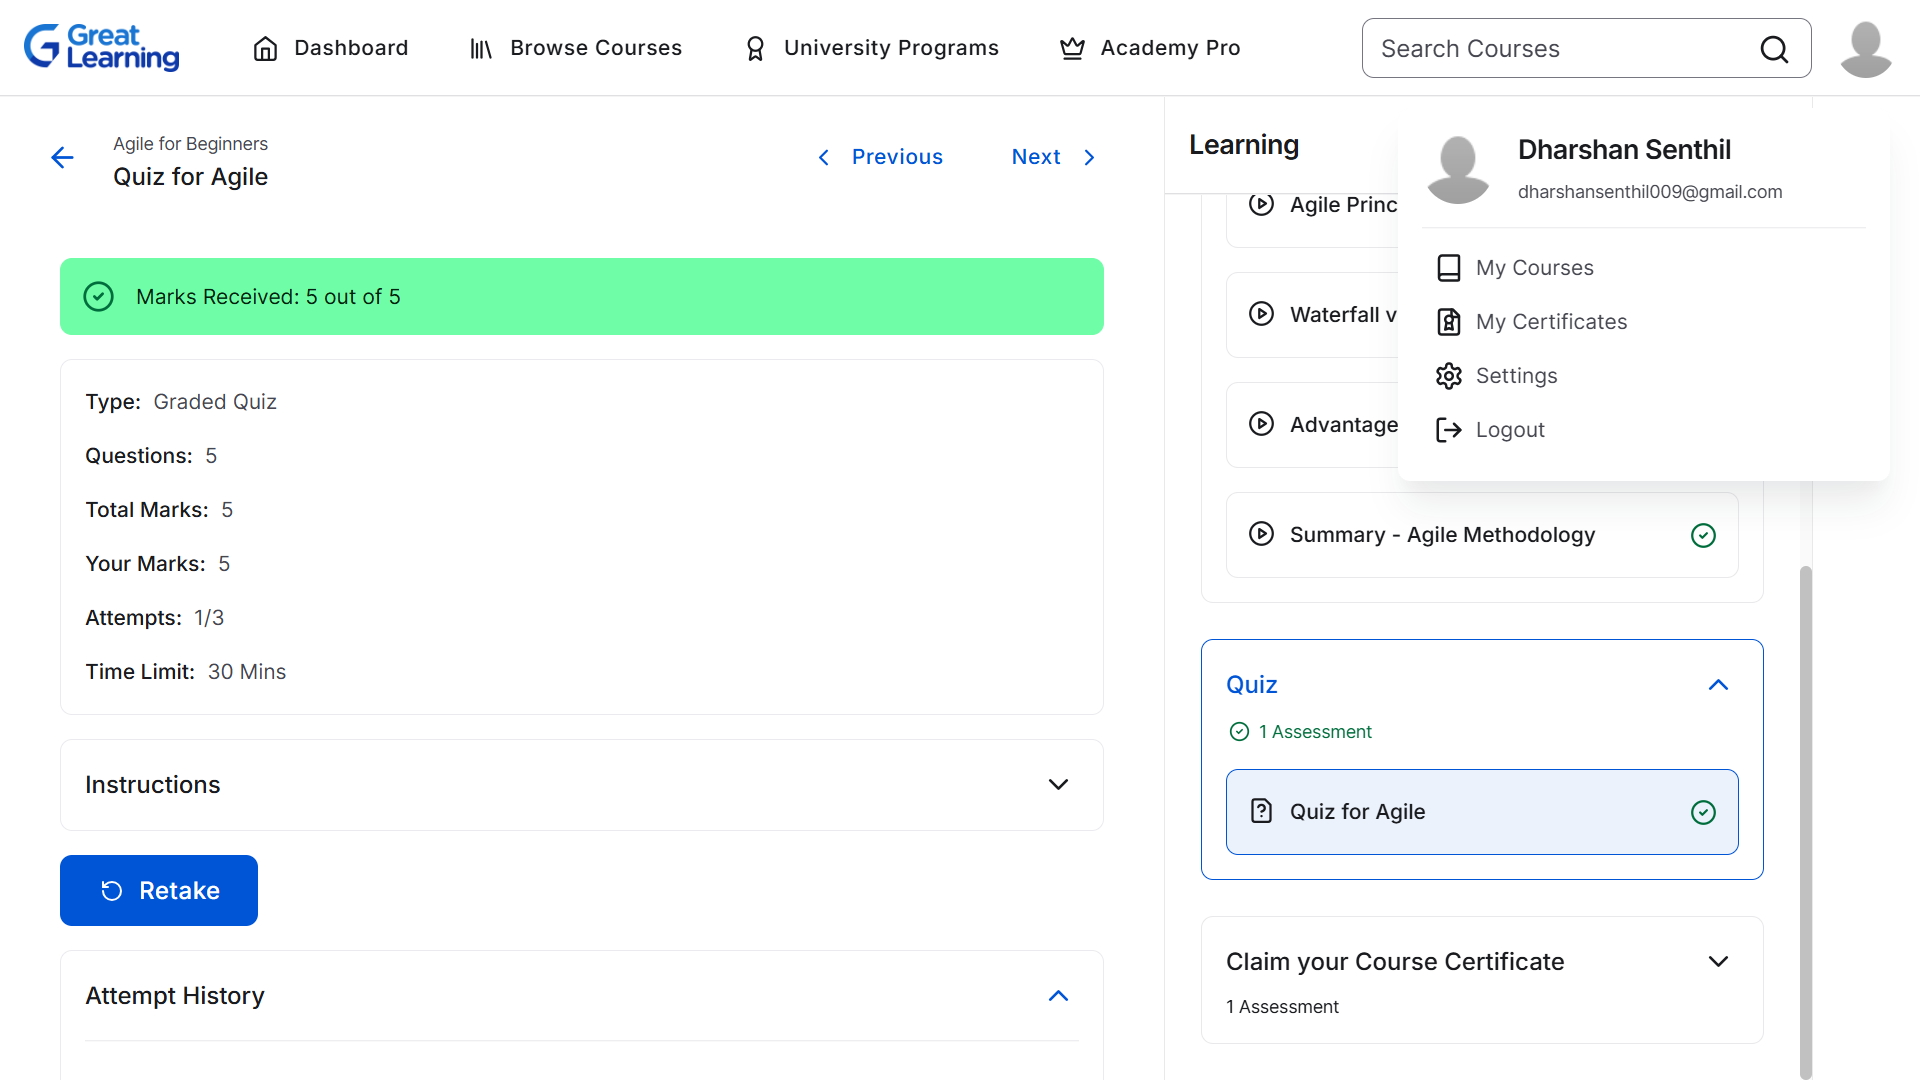 Great Learning
Dashboard
Browse Courses
University Programs
Academy Pro
Search Courses
Agile for Beginners
Quiz for Agile
Previous
Next
Marks Received: 5 out of 5
Type: Graded Quiz
Questions: 5
Total Marks: 5
Your Marks: 5
Attempts: 1/3
Time Limit: 30 Mins
Instructions
Retake
Attempt History
Learning
Agile Princ
Waterfall v
Advantage
Summary - Agile Methodology
Quiz
1 Assessment
Quiz for Agile
Claim your Course Certificate
1 Assessment
Dharshan Senthil
dharshansenthil009@gmail.com
My Courses
My Certificates
Settings
Logout